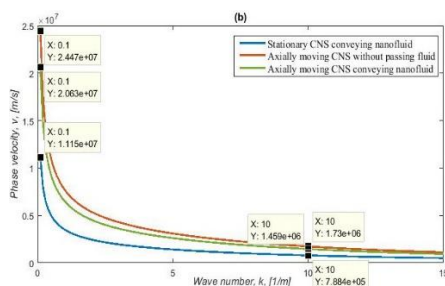 (b)
×10^7
Stationary CNS conveying nanofluid
Axially moving CNS without passing fluid
Axially moving CNS conveying nanofluid
X: 0.1
Y: 2.447e+07
X: 0.1
Y: 2.063e+07
X: 0.1
Y: 1.115e+07
X: 10
Y: 1.459e+06
X: 10
Y: 1.73e+06
X: 10
Y: 7.884e+05
2.5
2
1.5
1
0.5
0
0
5
10
15
Phase velocity, v, [m/s]
Wave number, k, [1/m]